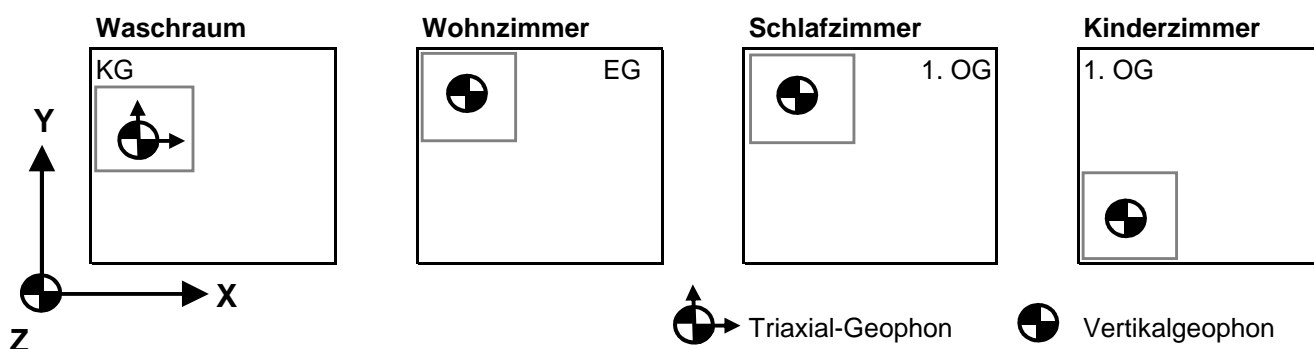 Waschraum Wohnzimmer Schlafzimmer Kinderzimmer
KG EG 1. OG 1. OG
Y
X
Triaxial-Geophon Vertikalgeophon
Z